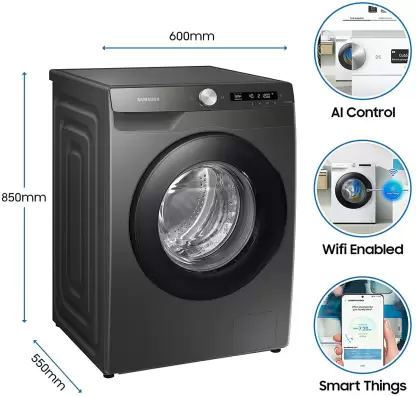 600mm
850mm
550mm
SAMSUNG
AI Control
Wifi Enabled
Smart Things